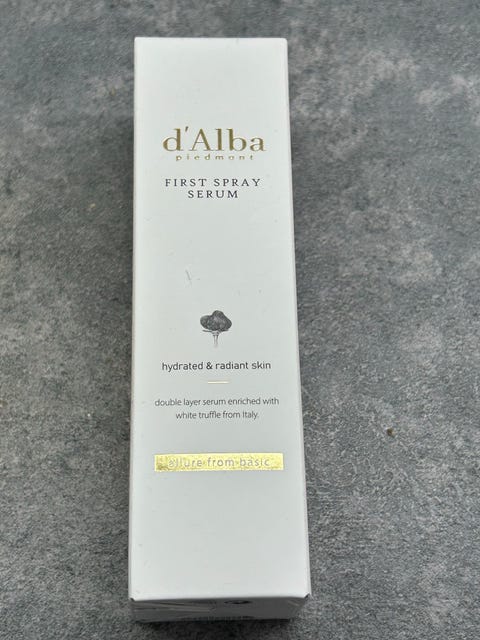 d'Alba
piedmont
FIRST SPRAY
SERUM
hydrated & radiant skin
double layer serum enriched with
white truffle from Italy.
allure from basic